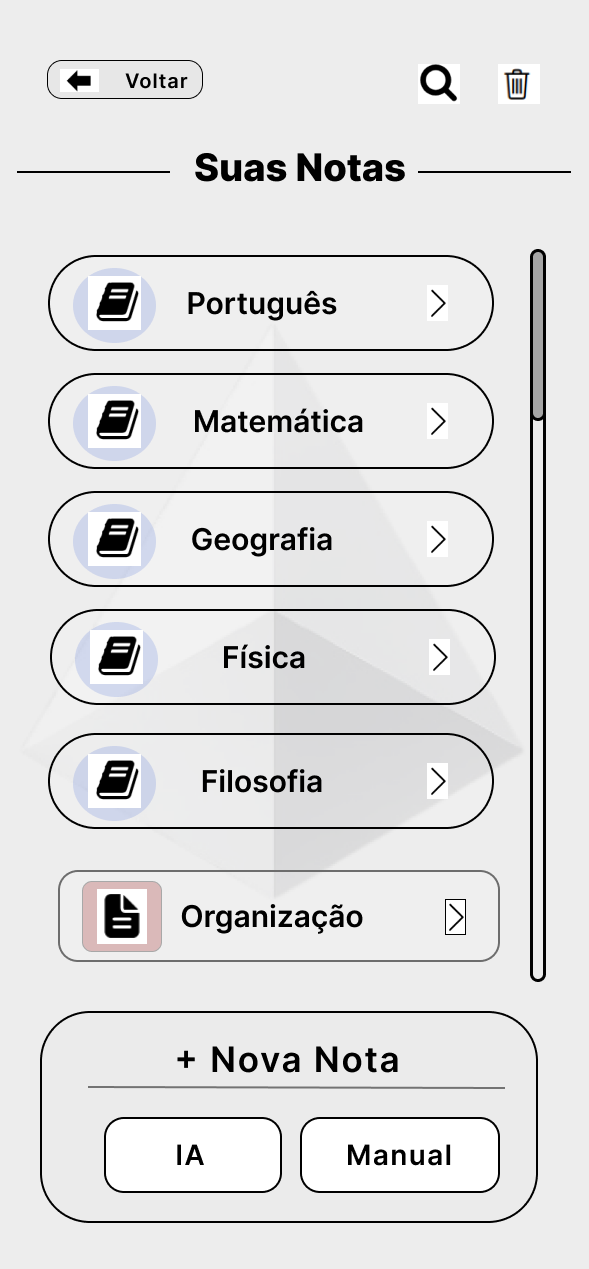 Voltar
Suas Notas
Português
Matemática
Geografia
Física
Filosofia
Organização
+ Nova Nota
IA
Manual